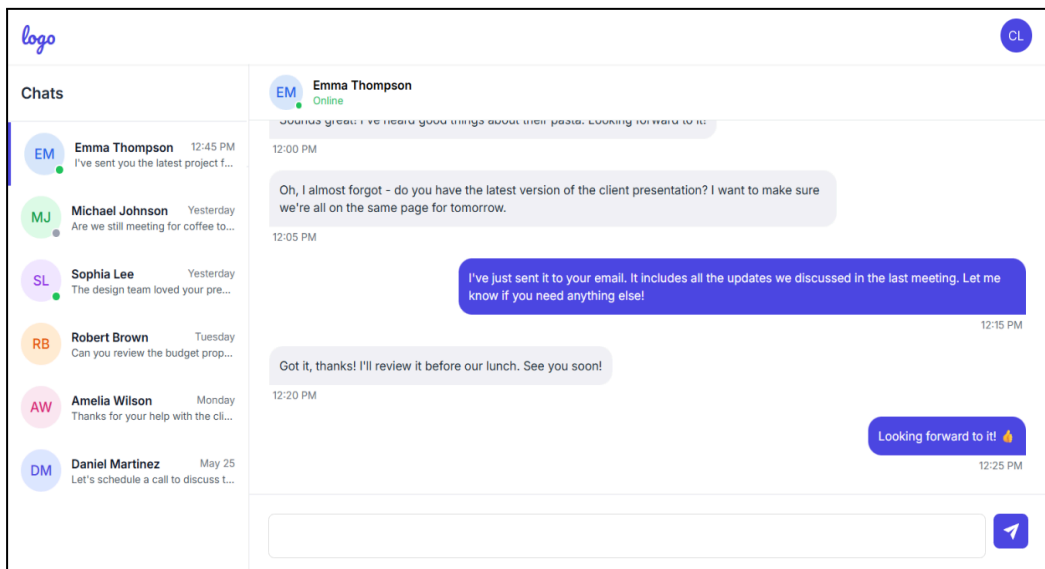 logo
CL
Chats
EM
Emma Thompson 12:45 PM
I've sent you the latest project f...
MJ
Michael Johnson Yesterday
Are we still meeting for coffee to...
SL
Sophia Lee Yesterday
The design team loved your pre...
RB
Robert Brown Tuesday
Can you review the budget prop...
AW
Amelia Wilson Monday
Thanks for your help with the cli...
DM
Daniel Martinez May 25
Let's schedule a call to discuss t...
EM
Emma Thompson
Online
Sounds great! I've heard good things about their pasta. Looking forward to it!
12:00 PM
Oh, I almost forgot - do you have the latest version of the client presentation? I want to make sure
we're all on the same page for tomorrow.
12:05 PM
I've just sent it to your email. It includes all the updates we discussed in the last meeting. Let me
know if you need anything else!
12:15 PM
Got it, thanks! I'll review it before our lunch. See you soon!
12:20 PM
Looking forward to it! 👍
12:25 PM